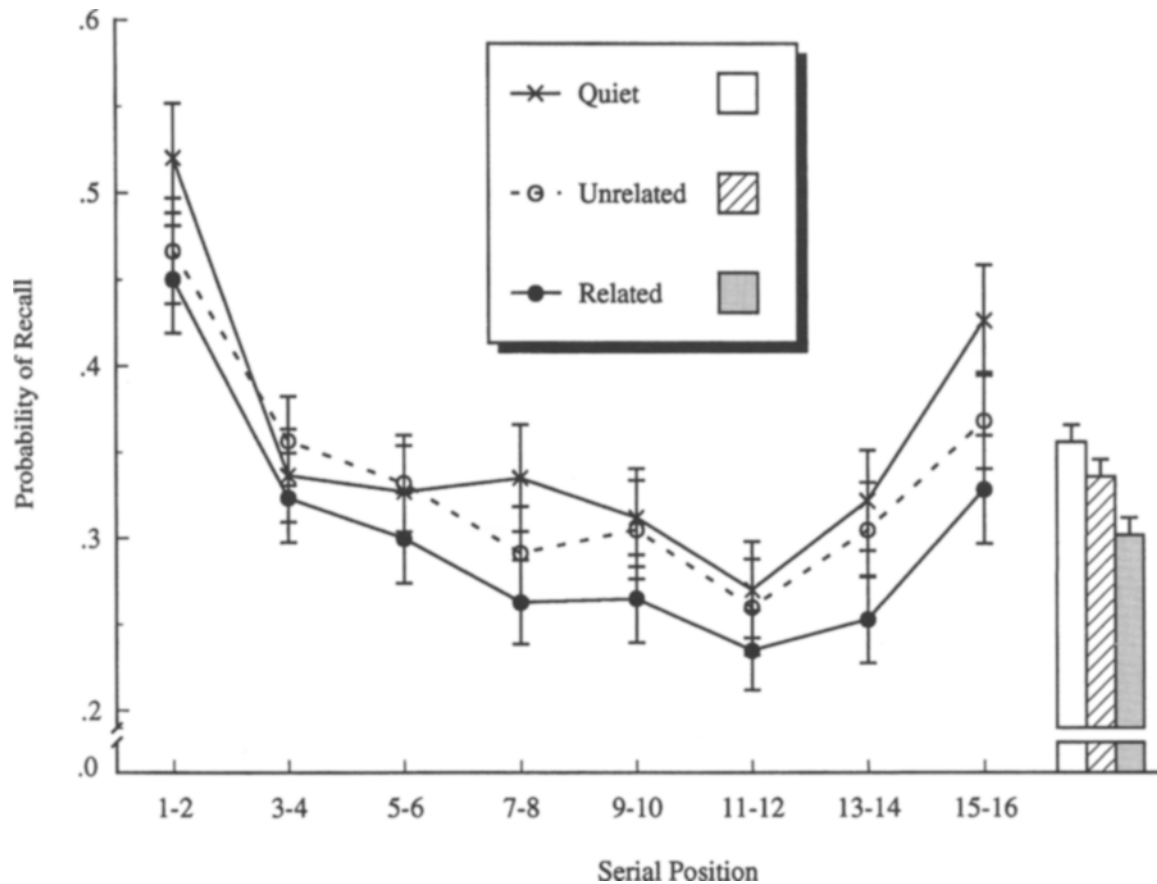 .6
.5
.4
.3
.2
.0
Probability of Recall
Quiet
Unrelated
Related
1-2 3-4 5-6 7-8 9-10 11-12 13-14 15-16
Serial Position